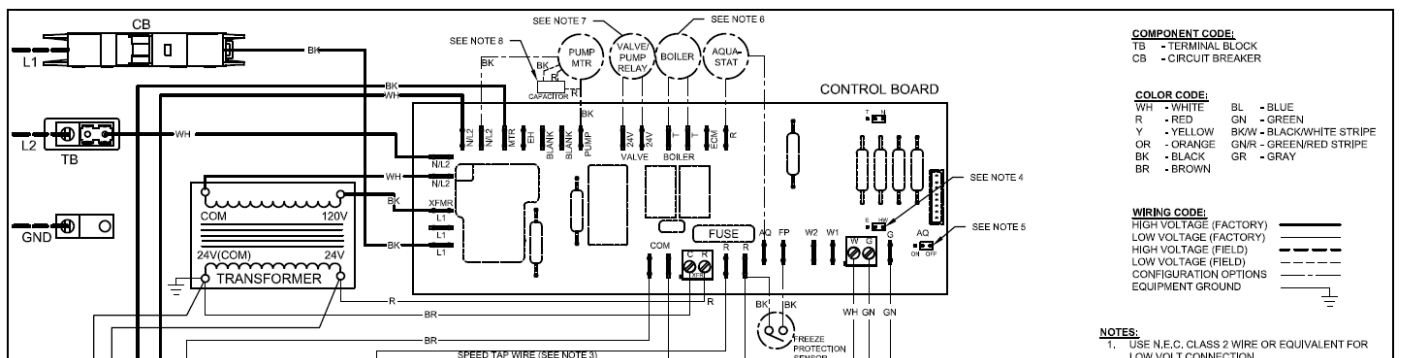 CB
L1
BK
L2
TB
WH
GND
COM
120V
24V(COM)
24V
TRANSFORMER
WH
BK
BK
BK
WH
SEE NOTE 7
SEE NOTE 6
SEE NOTE 8
PUMP
MTR
VALVE/
PUMP
RELAY
BOILER
AQUA-
STAT
BK
BK
R
CAPACITOR
R
BK
CONTROL BOARD
N/L2
N/L2
MTR
EH
BLANK
BLANK
PUMP
24V
24V
T
T
ECM
R
VALVE
BOILER
N/L2
N/L2
XFMR
L1
L1
L1
FUSE
COM
C R
XFR
R
R
AQ
FP
W2
W1
W G
G
AQ
ON OFF
T N
E HW
SEE NOTE 4
SEE NOTE 5
R
R
BR
BR
BK
BK
WH GN GN
FREEZE
PROTECTION
SENSOR
SPEED TAP WIRE (SEE NOTE 3)
COMPONENT CODE:
TB - TERMINAL BLOCK
CB - CIRCUIT BREAKER
COLOR CODE:
WH - WHITE BL - BLUE
R - RED GN - GREEN
Y - YELLOW BK/W - BLACK/WHITE STRIPE
OR - ORANGE GN/R - GREEN/RED STRIPE
BK - BLACK GR - GRAY
BR - BROWN
WIRING CODE:
HIGH VOLTAGE (FACTORY)
LOW VOLTAGE (FACTORY)
HIGH VOLTAGE (FIELD)
LOW VOLTAGE (FIELD)
CONFIGURATION OPTIONS
EQUIPMENT GROUND
NOTES:
1. USE N.E.C. CLASS 2 WIRE OR EQUIVALENT FOR
LOW VOLT CONNECTION